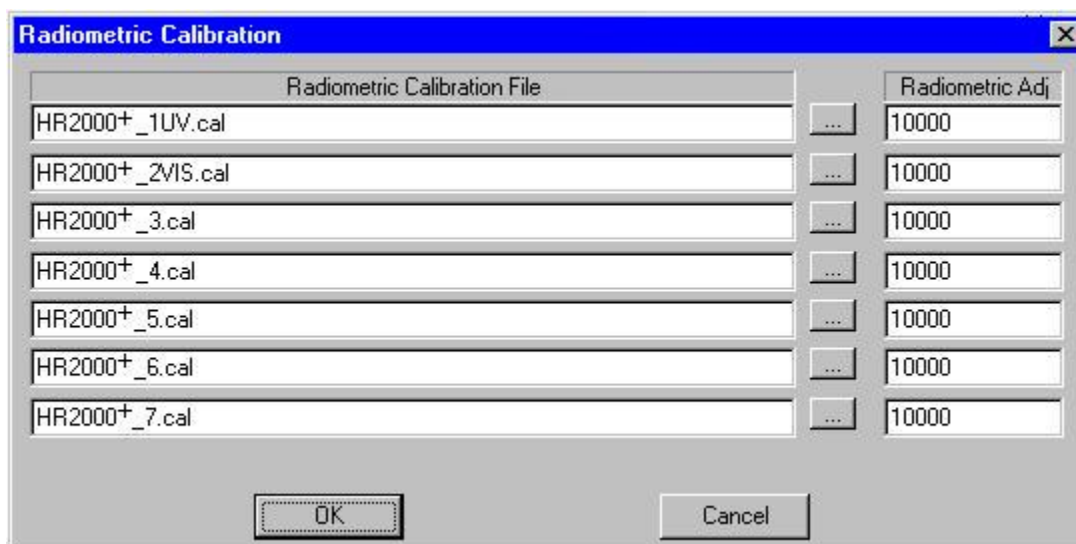 Radiometric Calibration
Radiometric Calibration File Radiometric Adj
HR2000+_1UV.cal ... 10000
HR2000+_2VIS.cal ... 10000
HR2000+_3.cal ... 10000
HR2000+_4.cal ... 10000
HR2000+_5.cal ... 10000
HR2000+_6.cal ... 10000
HR2000+_7.cal ... 10000
OK Cancel